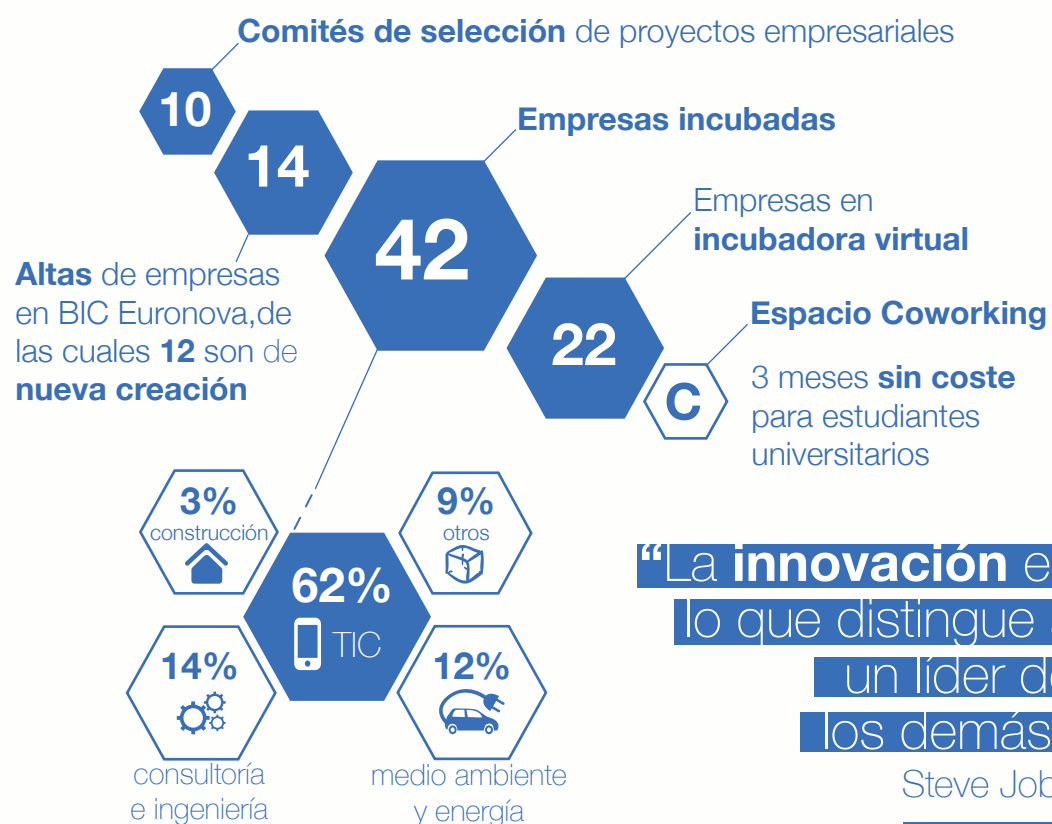 Comités de selección de proyectos empresariales
10
14
Empresas incubadas
42
Empresas en
incubadora virtual
Altas de empresas
en BIC Euronova,de
las cuales 12 son de
nueva creación
22
Espacio Coworking
C
3 meses sin coste
para estudiantes
universitarios
3%
construcción
9%
otros
62%
TIC
14%
consultoría
e ingeniería
12%
medio ambiente
y energía
“La innovación e
lo que distingue
un líder d
los demás
Steve Job